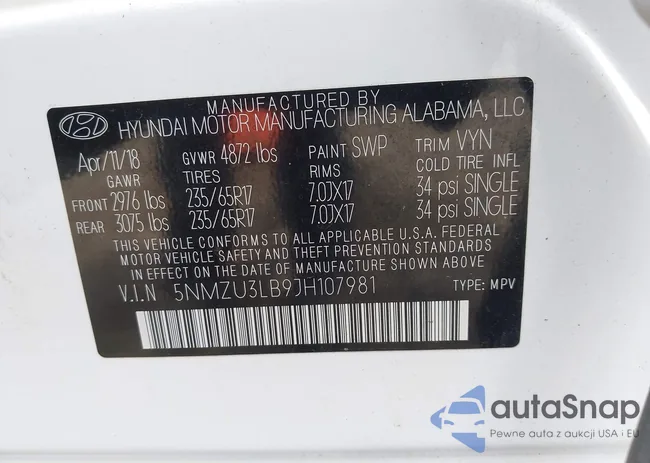 MANUFACTURED BY
HYUNDAI MOTOR MANUFACTURING ALABAMA, LLC
Apr/11/18 GVWR 4872 lbs PAINT SWP TRIM VYN
GAWR TIRES RIMS COLD TIRE INFL
FRONT 2976 lbs 235/65R17 7.0JX17 34 psi SINGLE
REAR 3075 lbs 235/65R17 7.0JX17 34 psi SINGLE
THIS VEHICLE CONFORMS TO ALL APPLICABLE U.S.A. FEDERAL
MOTOR VEHICLE SAFETY AND THEFT PREVENTION STANDARDS
IN EFFECT ON THE DATE OF MANUFACTURE SHOWN ABOVE
V.I.N 5NMZU3LB9JH107981 TYPE: MPV
autaSnap
Pewne auta z aukcji USA i EU